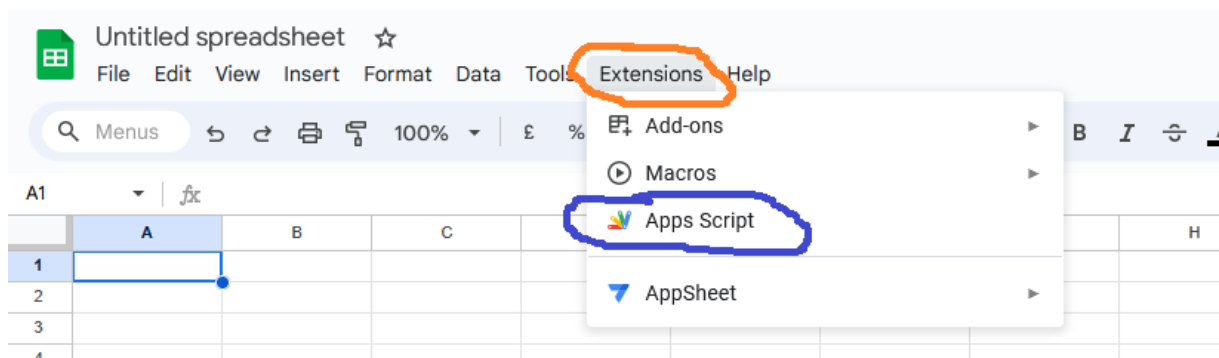 Untitled spreadsheet
File Edit View Insert Format Data Tools Extensions Help
Menus 100% £ % B I S
Add-ons
Macros
A1 fx
Apps Script
A B C H
1
2
AppSheet
3